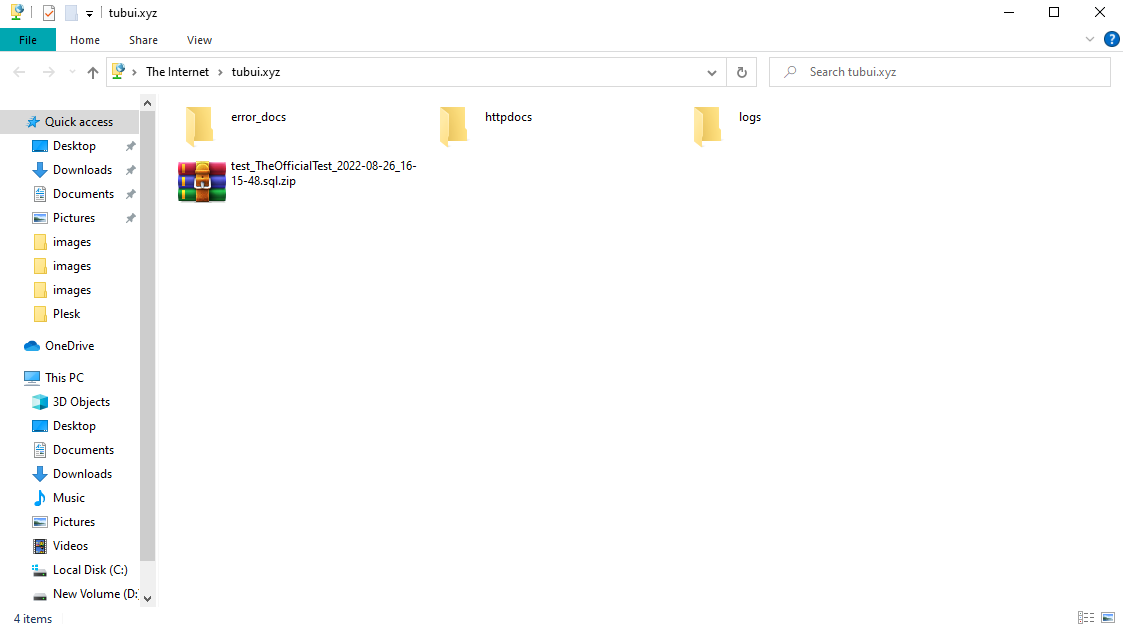 tubui.xyz
File Home Share View
The Internet tubui.xyz
Search tubui.xyz
Quick access
Desktop
Downloads
Documents
Pictures
images
images
images
Plesk
OneDrive
This PC
3D Objects
Desktop
Documents
Downloads
Music
Pictures
Videos
Local Disk (C:)
New Volume (D:
error_docs
httpdocs
logs
test_TheOfficialTest_2022-08-26_16-
15-48.sql.zip
4 items